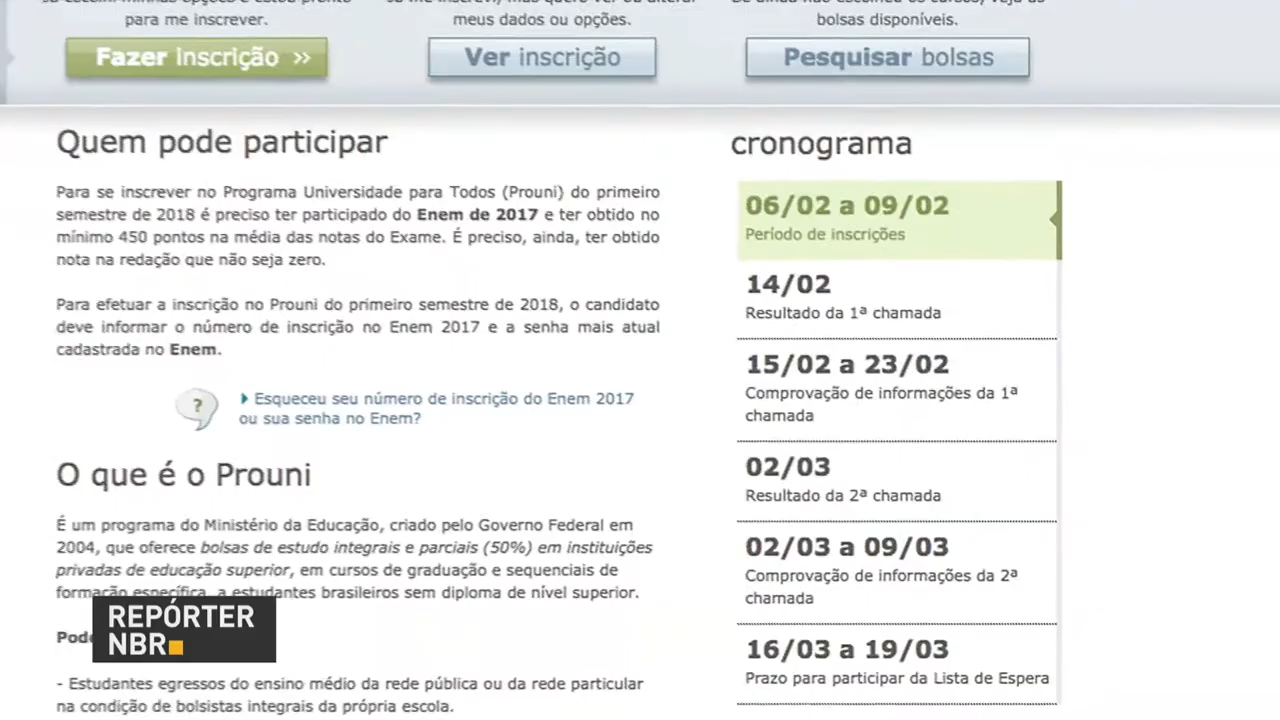 para me inscrever.
meus dados ou opções.
bolsas disponíveis.
Fazer inscrição »
Ver inscrição
Pesquisar bolsas
Quem pode participar
Para se inscrever no Programa Universidade para Todos (Prouni) do primeiro
semestre de 2018 é preciso ter participado do Enem de 2017 e ter obtido no
mínimo 450 pontos na média das notas do Exame. É preciso, ainda, ter obtido
nota na redação que não seja zero.
Para efetuar a inscrição no Prouni do primeiro semestre de 2018, o candidato
deve informar o número de inscrição no Enem 2017 e a senha mais atual
cadastrada no Enem.
?
Esqueceu seu número de inscrição do Enem 2017
ou sua senha no Enem?
O que é o Prouni
É um programa do Ministério da Educação, criado pelo Governo Federal em
2004, que oferece bolsas de estudo integrais e parciais (50%) em instituições
privadas de educação superior, em cursos de graduação e sequenciais de
formação específica, a estudantes brasileiros sem diploma de nível superior.
- Estudantes egressos do ensino médio da rede pública ou da rede particular
na condição de bolsistas integrais da própria escola.
cronograma
06/02 a 09/02
Período de inscrições
14/02
Resultado da 1ª chamada
15/02 a 23/02
Comprovação de informações da 1ª
chamada
02/03
Resultado da 2ª chamada
02/03 a 09/03
Comprovação de informações da 2ª
chamada
16/03 a 19/03
Prazo para participar da Lista de Espera
REPÓRTER
NBR